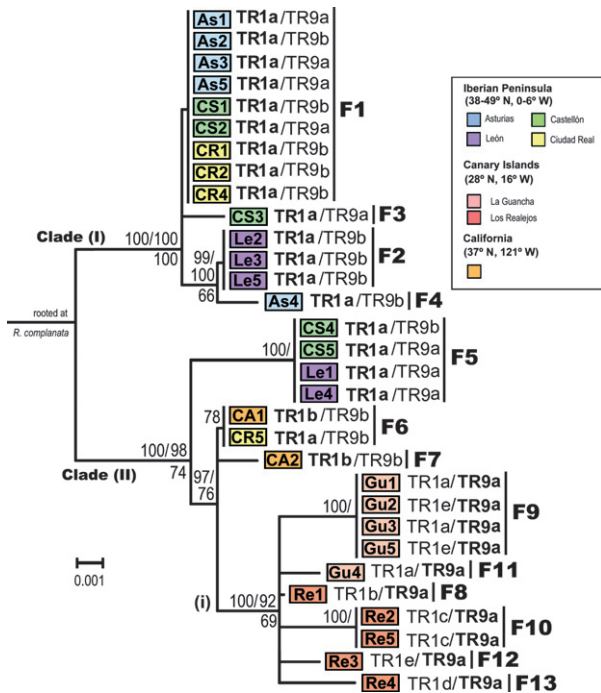 As1 TR1a/TR9a
As2 TR1a/TR9b
As3 TR1a/TR9a
As5 TR1a/TR9a
CS1 TR1a/TR9b
CS2 TR1a/TR9a
CR1 TR1a/TR9b
CR2 TR1a/TR9b
CR4 TR1a/TR9b
F1
CS3 TR1a/TR9a F3
Clade (I)
100/100
100
99/
100
66
Le2 TR1a/TR9b
Le3 TR1a/TR9b
Le5 TR1a/TR9b
F2
As4 TR1a/TR9b F4
rooted at
R. complanata
100/
CS4 TR1a/TR9b
CS5 TR1a/TR9a
Le1 TR1a/TR9a
Le4 TR1a/TR9a
F5
78
CA1 TR1b/TR9b
CR5 TR1a/TR9b
F6
CA2 TR1b/TR9b F7
Clade (II)
100/98
74
97/
76
100/
Gu1 TR1a/TR9a
Gu2 TR1e/TR9a
Gu3 TR1a/TR9a
Gu5 TR1e/TR9a
F9
Gu4 TR1a/TR9a F11
(i)
100/92
69
Re1 TR1b/TR9a F8
100/
Re2 TR1c/TR9a
Re5 TR1c/TR9a
F10
Re3 TR1e/TR9a F12
Re4 TR1d/TR9a F13
0.001
Iberian Peninsula
(38-49º N, 0-6º W)
Asturias Castellón
León Ciudad Real
Canary Islands
(28º N, 16º W)
La Guancha
Los Realejos
California
(37º N, 121º W)